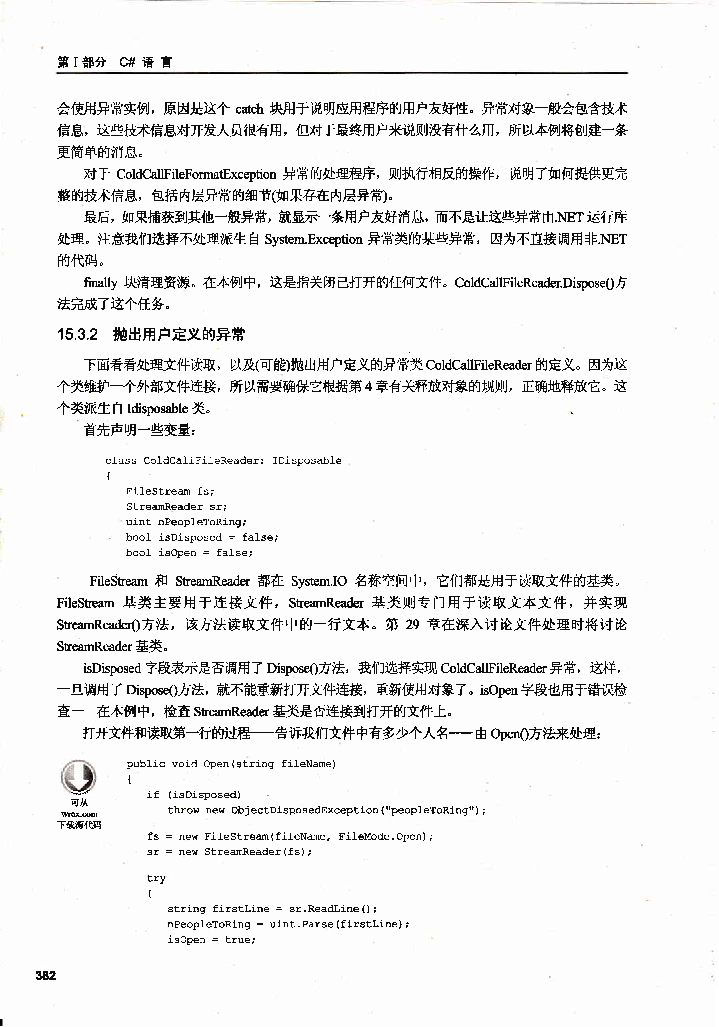 第 I 部分 C# 语 言
会使用异常实例，原因是这个 catch 块用于说明应用程序的用户友好性。异常对象一般会包含技术
信息，这些技术信息对开发人员很有用，但对于最终用户来说则没有什么用，所以本例将创建一条
更简单的消息。
对于 ColdCallFileFormatException 异常的处理程序，则执行相反的操作，说明了如何提供更完
整的技术信息，包括内层异常的细节(如果存在内层异常)。
最后，如果捕获到其他一般异常，就显示一条用户友好消息，而不是让这些异常由.NET 运行库
处理。注意我们选择不处理派生自 System.Exception 异常类的某些异常，因为不直接调用非.NET
的代码。
finally 块清理资源。在本例中，这是指关闭已打开的任何文件。ColdCallFileReader.Dispose()方
法完成了这个任务。
15.3.2 抛出用户定义的异常
下面看看处理文件读取，以及(可能)抛出用户定义的异常类 ColdCallFileReader 的定义。因为这
个类维护一个外部文件连接，所以需要确保它根据第 4 章有关释放对象的规则，正确地释放它。这
个类派生自 Idisposable 类。
首先声明一些变量：
class ColdCallFileReader: IDisposable
{
FileStream fs;
StreamReader sr;
uint nPeopleToRing;
bool isDisposed = false;
bool isOpen = false;
FileStream 和 StreamReader 都在 System.IO 名称空间中，它们都是用于读取文件的基类。
FileStream 基类主要用于连接文件，StreamReader 基类则专门用于读取文本文件，并实现
StreamReader()方法，该方法读取文件中的一行文本。第 29 章在深入讨论文件处理时将讨论
StreamReader 基类。
isDisposed 字段表示是否调用了 Dispose()方法，我们选择实现 ColdCallFileReader 异常，这样，
一旦调用了 Dispose()方法，就不能重新打开文件连接，重新使用对象了。isOpen 字段也用于错误检
查——在本例中，检查 StreamReader 基类是否连接到打开的文件上。
打开文件和读取第一行的过程——告诉我们文件中有多少个人名——由 Open()方法来处理：
public void Open(string fileName)
{
if (isDisposed)
throw new ObjectDisposedException("peopleToRing");
可从
wrox.com
下载源代码
fs = new FileStream(fileName, FileMode.Open);
sr = new StreamReader(fs);
try
{
string firstLine = sr.ReadLine();
nPeopleToRing = uint.Parse(firstLine);
isOpen = true;
382